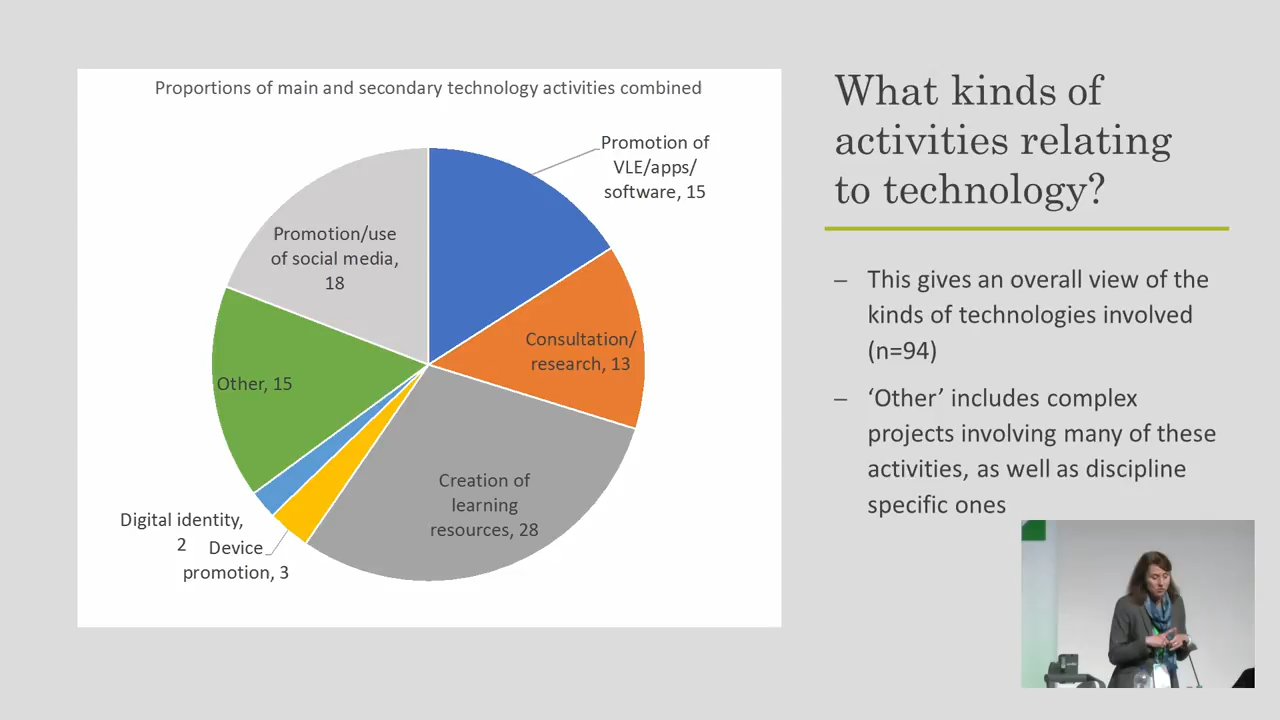 Proportions of main and secondary technology activities combined
Promotion of
VLE/apps/
software, 15
Consultation/
research, 13
Creation of
learning
resources, 28
Device
promotion, 3
Digital identity,
2
Other, 15
Promotion/use
of social media,
18
What kinds of
activities relating
to technology?
– This gives an overall view of the
kinds of technologies involved
(n=94)
– ‘Other’ includes complex
projects involving many of these
activities, as well as discipline
specific ones